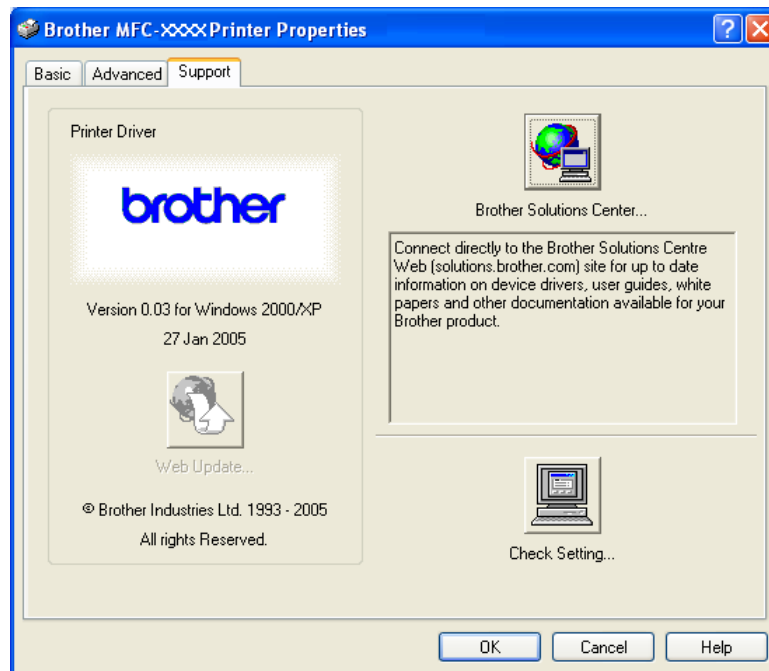 Brother MFC-XXXX Printer Properties
Basic
Advanced
Support
Printer Driver
brother
Version 0.03 for Windows 2000/XP
27 Jan 2005
Web Update...
© Brother Industries Ltd. 1993 - 2005
All rights Reserved.
Brother Solutions Center...
Connect directly to the Brother Solutions Centre
Web (solutions.brother.com) site for up to date
information on device drivers, user guides, white
papers and other documentation available for your
Brother product.
Check Setting...
OK
Cancel
Help